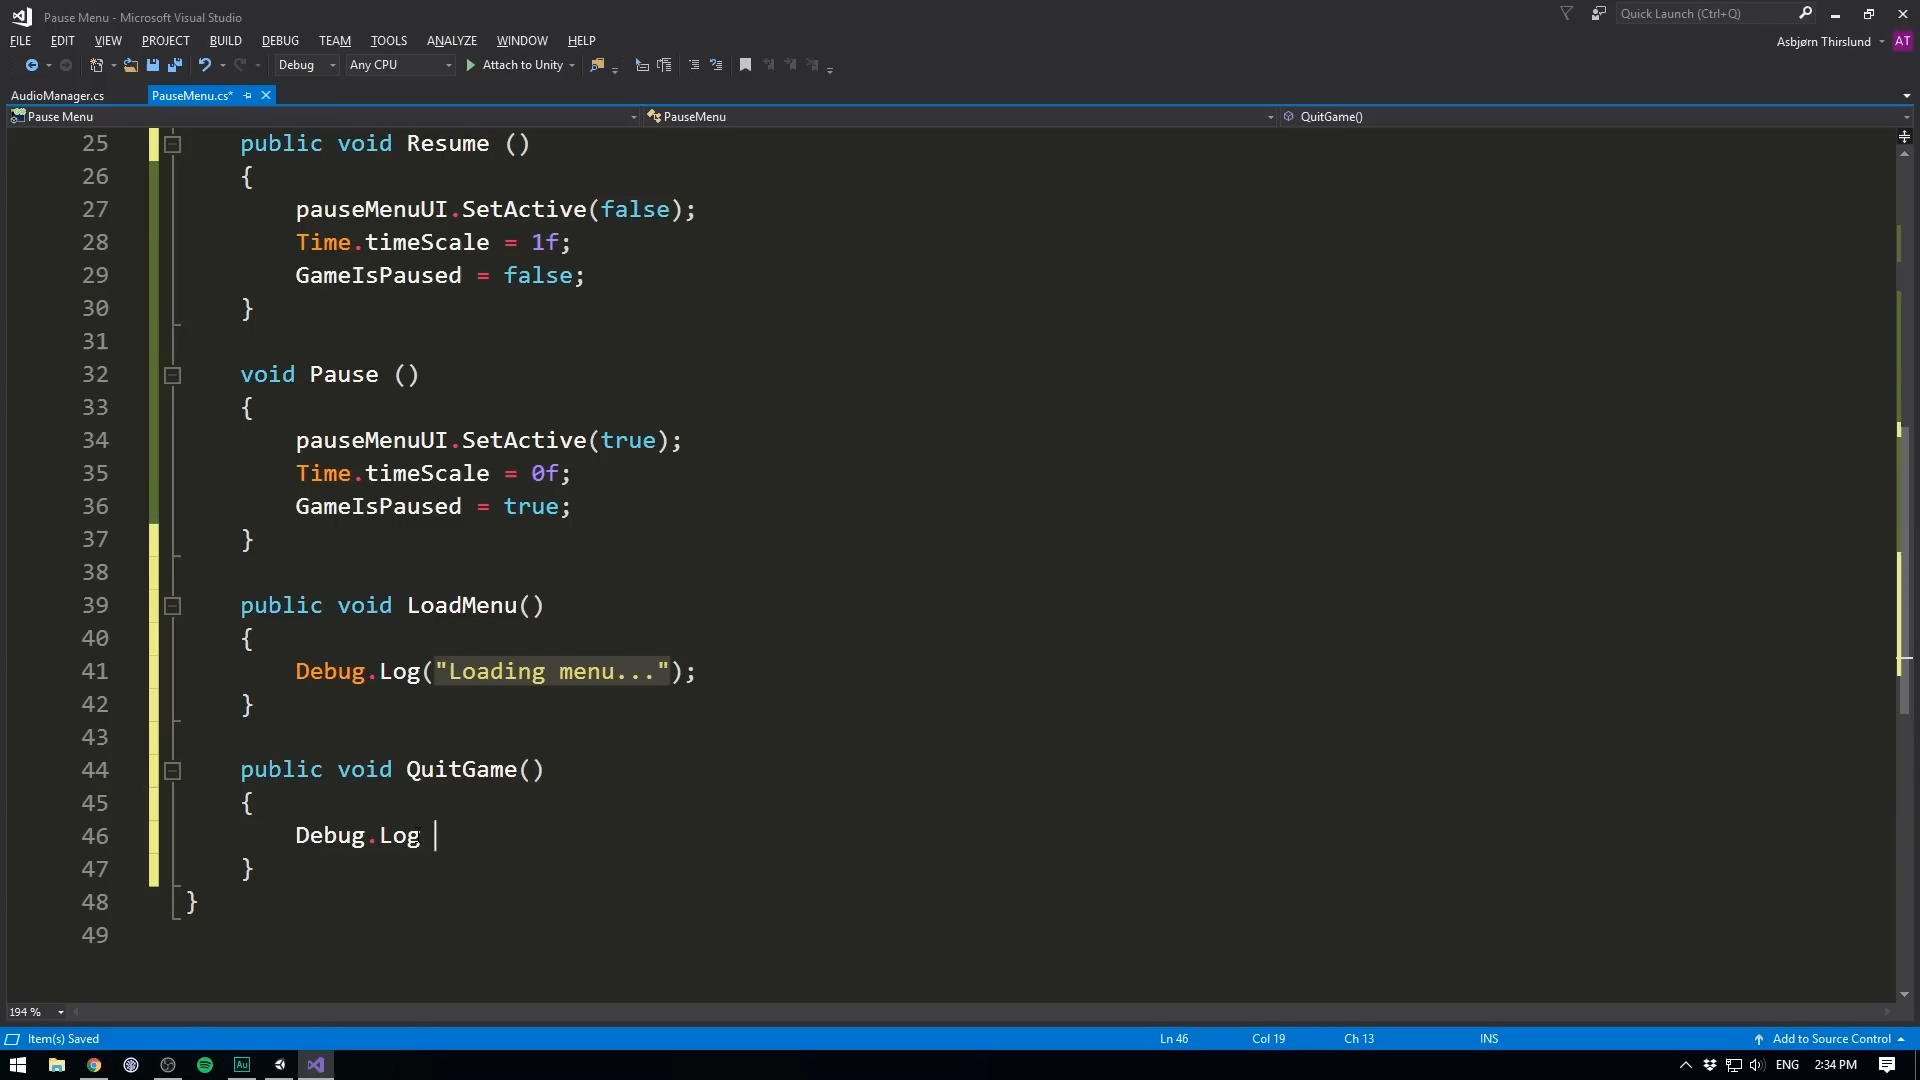 Pause Menu - Microsoft Visual Studio
Quick Launch (Ctrl+Q)
FILE EDIT VIEW PROJECT BUILD DEBUG TEAM TOOLS ANALYZE WINDOW HELP
Asbjørn Thirslund AT
Debug Any CPU Attach to Unity
AudioManager.cs PauseMenu.cs*
Pause Menu PauseMenu QuitGame()
25 public void Resume ()
26 {
27 pauseMenuUI.SetActive(false);
28 Time.timeScale = 1f;
29 GameIsPaused = false;
30 }
31
32 void Pause ()
33 {
34 pauseMenuUI.SetActive(true);
35 Time.timeScale = 0f;
36 GameIsPaused = true;
37 }
38
39 public void LoadMenu()
40 {
41 Debug.Log("Loading menu...");
42 }
43
44 public void QuitGame()
45 {
46 Debug.Log
47 }
48 }
49
194 %
Item(s) Saved Ln 46 Col 19 Ch 13 INS Add to Source Control
Au ENG 2:34 PM